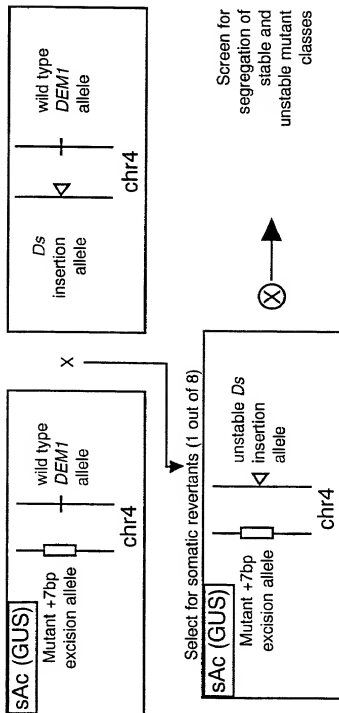 sAc (GUS)
Mutant +7bp
excision allele
wild type
DEM1
allele
chr4
X
Ds
insertion
allele
wild type
DEM1
allele
chr4
Select for somatic revertants (1 out of 8)
sAc (GUS)
Mutant +7bp
excision allele
unstable Ds
insertion
allele
chr4
X
Screen for
segregation of
stable and
unstable mutant
classes